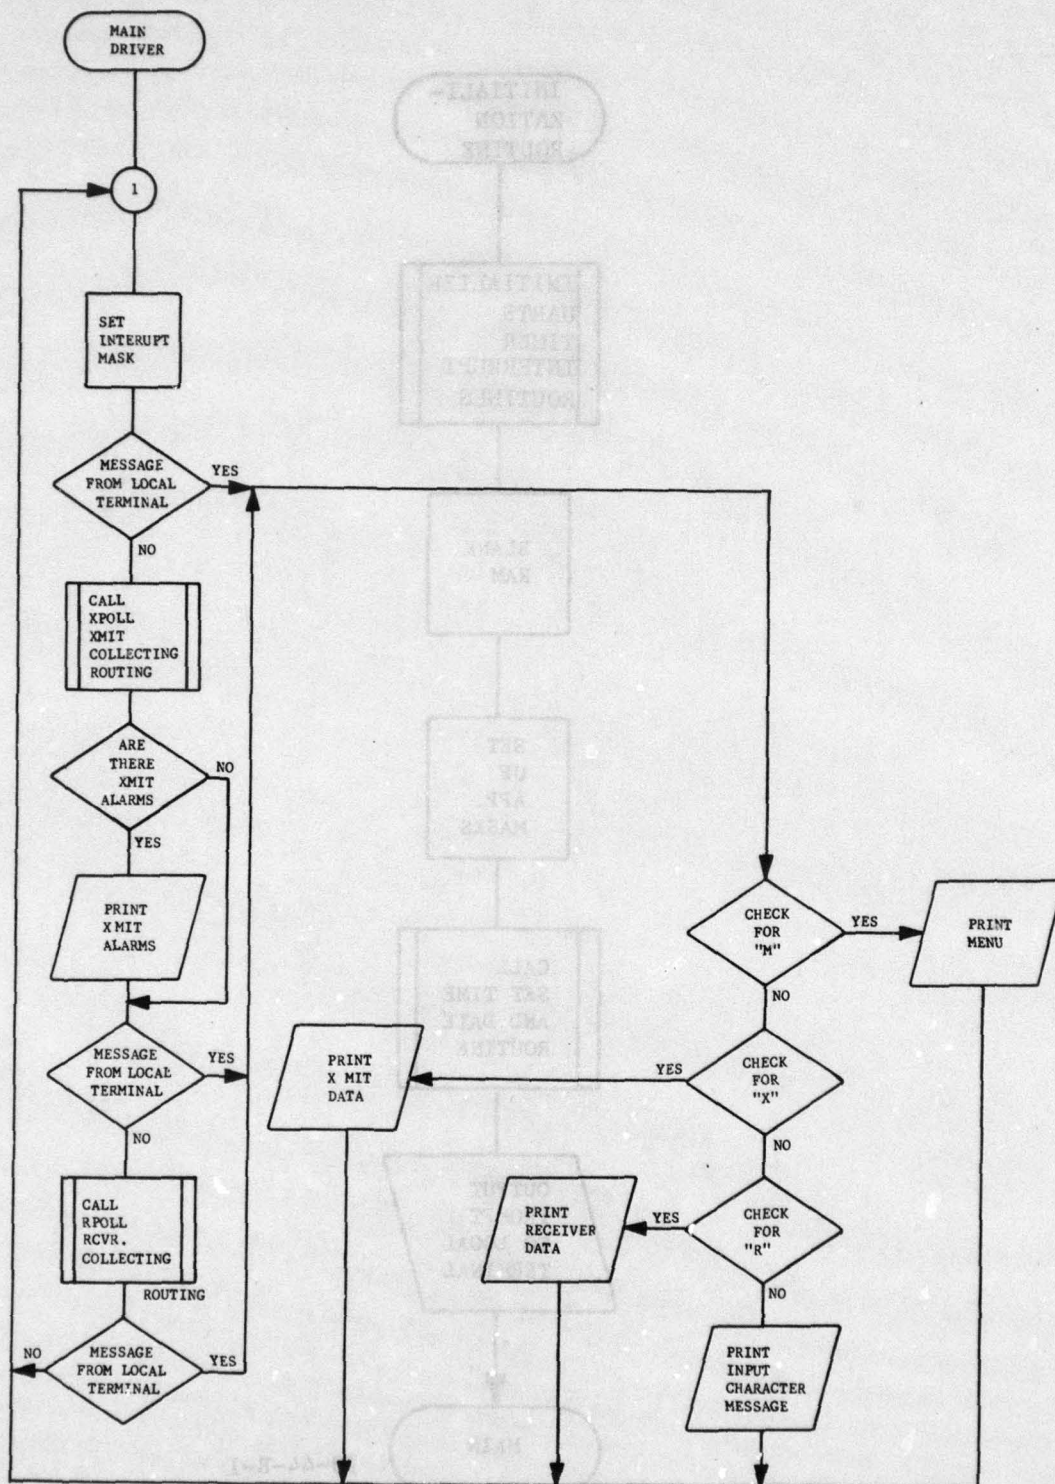 MAIN
DRIVER
1
SET
INTERUPT
MASK
MESSAGE
FROM LOCAL
TERMINAL
YES
NO
CALL
XPOLL
XMIT
COLLECTING
ROUTING
ARE
THERE
XMIT
ALARMS
NO
YES
PRINT
XMIT
ALARMS
MESSAGE
FROM LOCAL
TERMINAL
YES
NO
CALL
RPOLL
RCVR.
COLLECTING
ROUTING
MESSAGE
FROM LOCAL
TERMINAL
NO
YES
CHECK
FOR
"M"
YES
NO
PRINT
MENU
CHECK
FOR
"X"
YES
NO
PRINT
X MIT
DATA
CHECK
FOR
"R"
YES
NO
PRINT
RECEIVER
DATA
PRINT
INPUT
CHARACTER
MESSAGE